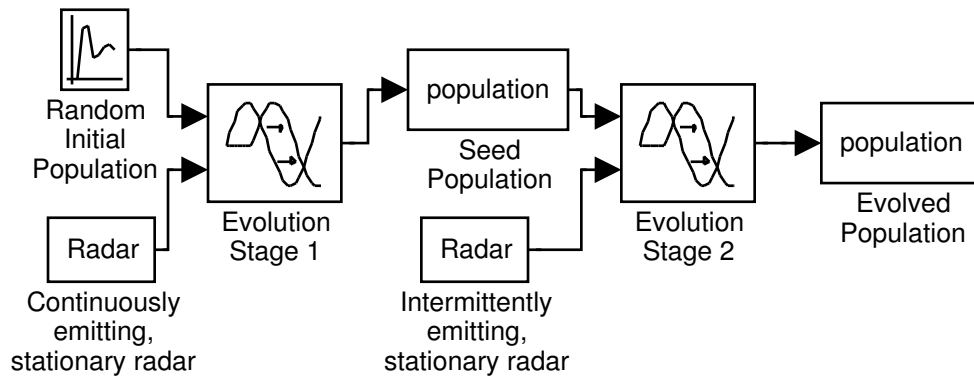 Random
Initial
Population
Radar
Continuously
emitting,
stationary radar
Evolution
Stage 1
population
Seed
Population
Radar
Intermittently
emitting,
stationary radar
Evolution
Stage 2
population
Evolved
Population